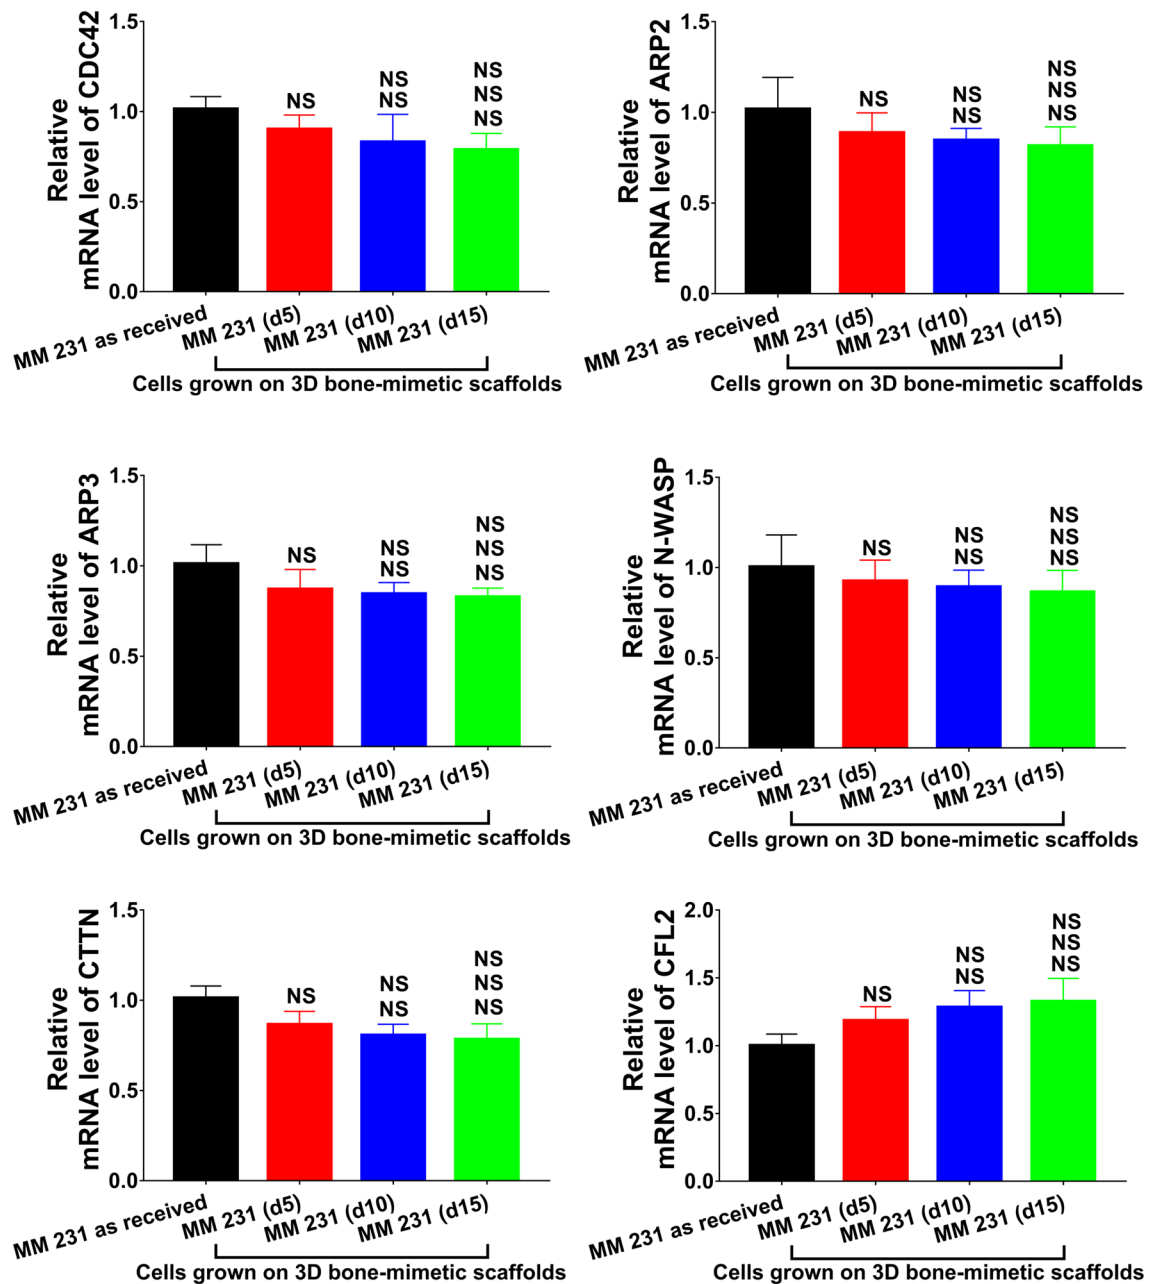 Relative
mRNA level of CDC42
1.5
1.0
0.5
0.0
NS
NS
NS
NS
NS
NS
MM 231 as received
MM 231 (d5)
MM 231 (d10)
MM 231 (d15)
Cells grown on 3D bone-mimetic scaffolds
Relative
mRNA level of ARP2
1.5
1.0
0.5
0.0
NS
NS
NS
NS
NS
NS
MM 231 as received
MM 231 (d5)
MM 231 (d10)
MM 231 (d15)
Cells grown on 3D bone-mimetic scaffolds
Relative
mRNA level of ARP3
1.5
1.0
0.5
0.0
NS
NS
NS
NS
NS
NS
MM 231 as received
MM 231 (d5)
MM 231 (d10)
MM 231 (d15)
Cells grown on 3D bone-mimetic scaffolds
Relative
mRNA level of N-WASP
1.5
1.0
0.5
0.0
NS
NS
NS
NS
NS
NS
MM 231 as received
MM 231 (d5)
MM 231 (d10)
MM 231 (d15)
Cells grown on 3D bone-mimetic scaffolds
Relative
mRNA level of CTTN
1.5
1.0
0.5
0.0
NS
NS
NS
NS
NS
NS
MM 231 as received
MM 231 (d5)
MM 231 (d10)
MM 231 (d15)
Cells grown on 3D bone-mimetic scaffolds
Relative
mRNA level of CFL2
2.0
1.5
1.0
0.5
0.0
NS
NS
NS
NS
NS
NS
MM 231 as received
MM 231 (d5)
MM 231 (d10)
MM 231 (d15)
Cells grown on 3D bone-mimetic scaffolds